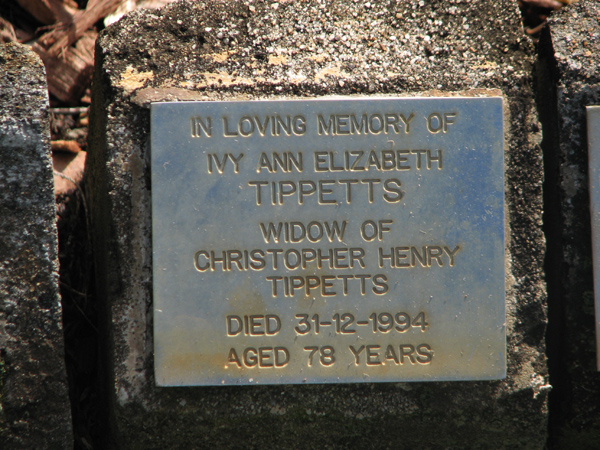 IN LOVING MEMORY OF
IVY ANN ELIZABETH
TIPPETTS
WIDOW OF
CHRISTOPHER HENRY
TIPPETTS
DIED 31-12-1994
AGED 78 YEARS